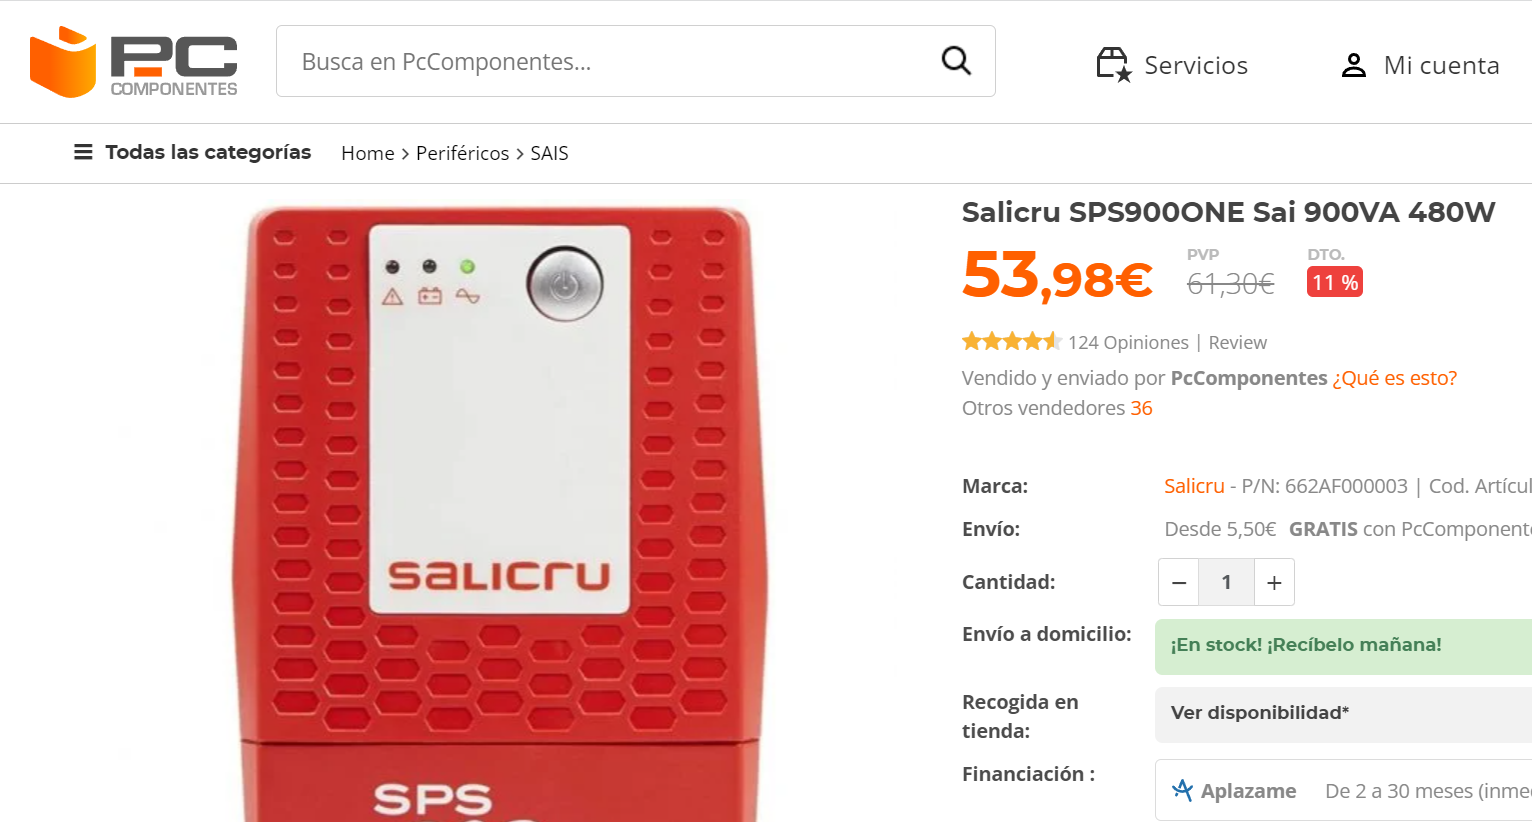 PC
COMPONENTES
Busca en PcComponentes...
Servicios
Mi cuenta
Todas las categorías
Home > Periféricos > SAIS
Salicru SPS900ONE Sai 900VA 480W
53,98€
PVP
61,30€
DTO.
11 %
124 Opiniones | Review
Vendido y enviado por PcComponentes ¿Qué es esto?
Otros vendedores 36
Marca: Salicru - P/N: 662AF000003 | Cod.
Envío: Desde 5,50€ GRATIS con
Cantidad: − 1 +
Envío a domicilio: ¡En stock! ¡Recíbelo mañana!
Recogida en
tienda:
Ver disponibilidad*
Financiación : Aplazame De 2 a 30 meses
salicru
SPS